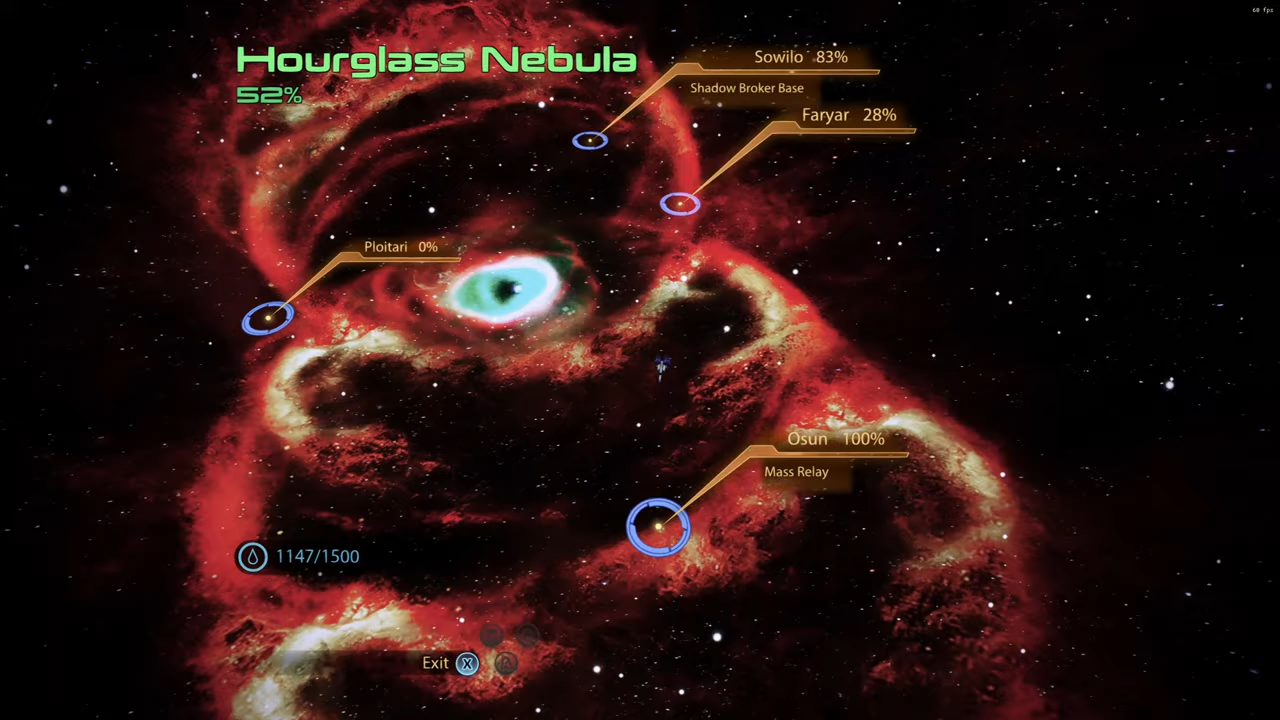 60 fps
Hourglass Nebula
52%
Sowilo 83%
Shadow Broker Base
Faryar 28%
Ploitari 0%
Osun 100%
Mass Relay
1147/1500
Exit X